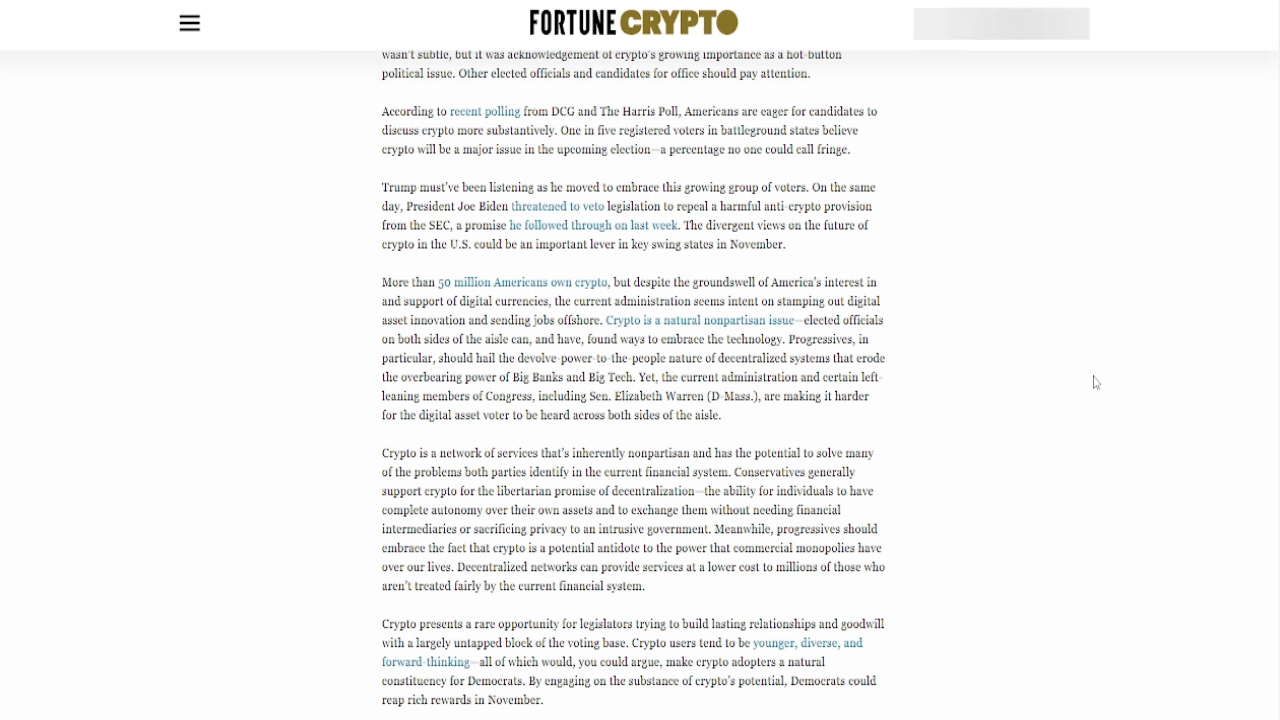 FORTUNE CRYPTO
wasn't subtle, but it was acknowledgement of crypto's growing importance as a hot-button
political issue. Other elected officials and candidates for office should pay attention.
According to recent polling from DCG and The Harris Poll, Americans are eager for candidates to
discuss crypto more substantively. One in five registered voters in battleground states believe
crypto will be a major issue in the upcoming election—a percentage no one could call fringe.
Trump must've been listening as he moved to embrace this growing group of voters. On the same
day, President Joe Biden threatened to veto legislation to repeal a harmful anti-crypto provision
from the SEC, a promise he followed through on last week. The divergent views on the future of
crypto in the U.S. could be an important lever in key swing states in November.
More than 50 million Americans own crypto, but despite the groundswell of America's interest in
and support of digital currencies, the current administration seems intent on stamping out digital
asset innovation and sending jobs offshore. Crypto is a natural nonpartisan issue—elected officials
on both sides of the aisle can, and have, found ways to embrace the technology. Progressives, in
particular, should hail the devolve-power-to-the-people nature of decentralized systems that erode
the overbearing power of Big Banks and Big Tech. Yet, the current administration and certain left-
leaning members of Congress, including Sen. Elizabeth Warren (D-Mass.), are making it harder
for the digital asset voter to be heard across both sides of the aisle.
Crypto is a network of services that's inherently nonpartisan and has the potential to solve many
of the problems both parties identify in the current financial system. Conservatives generally
support crypto for the libertarian promise of decentralization—the ability for individuals to have
complete autonomy over their own assets and to exchange them without needing financial
intermediaries or sacrificing privacy to an intrusive government. Meanwhile, progressives should
embrace the fact that crypto is a potential antidote to the power that commercial monopolies have
over our lives. Decentralized networks can provide services at a lower cost to millions of those who
aren't treated fairly by the current financial system.
Crypto presents a rare opportunity for legislators trying to build lasting relationships and goodwill
with a largely untapped block of the voting base. Crypto users tend to be younger, diverse, and
forward-thinking—all of which would, you could argue, make crypto adopters a natural
constituency for Democrats. By engaging on the substance of crypto's potential, Democrats could
reap rich rewards in November.